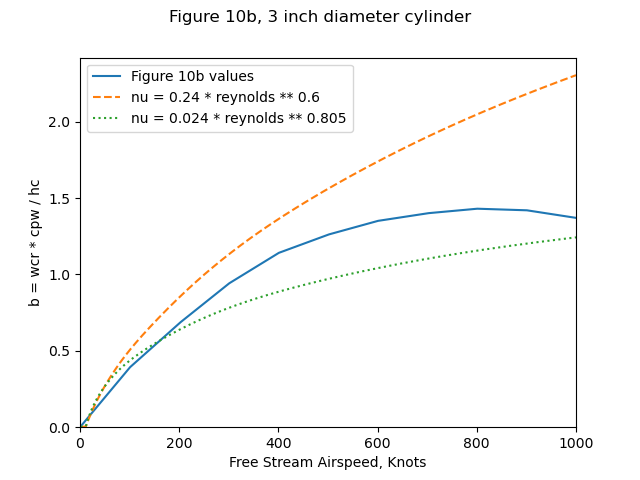 Figure 10b, 3 inch diameter cylinder
Figure 10b values
nu = 0.24 * reynolds ** 0.6
nu = 0.024 * reynolds ** 0.805
b = wcr * cpw / hc
2.0
1.5
1.0
0.5
0.0
0 200 400 600 800 1000
Free Stream Airspeed, Knots